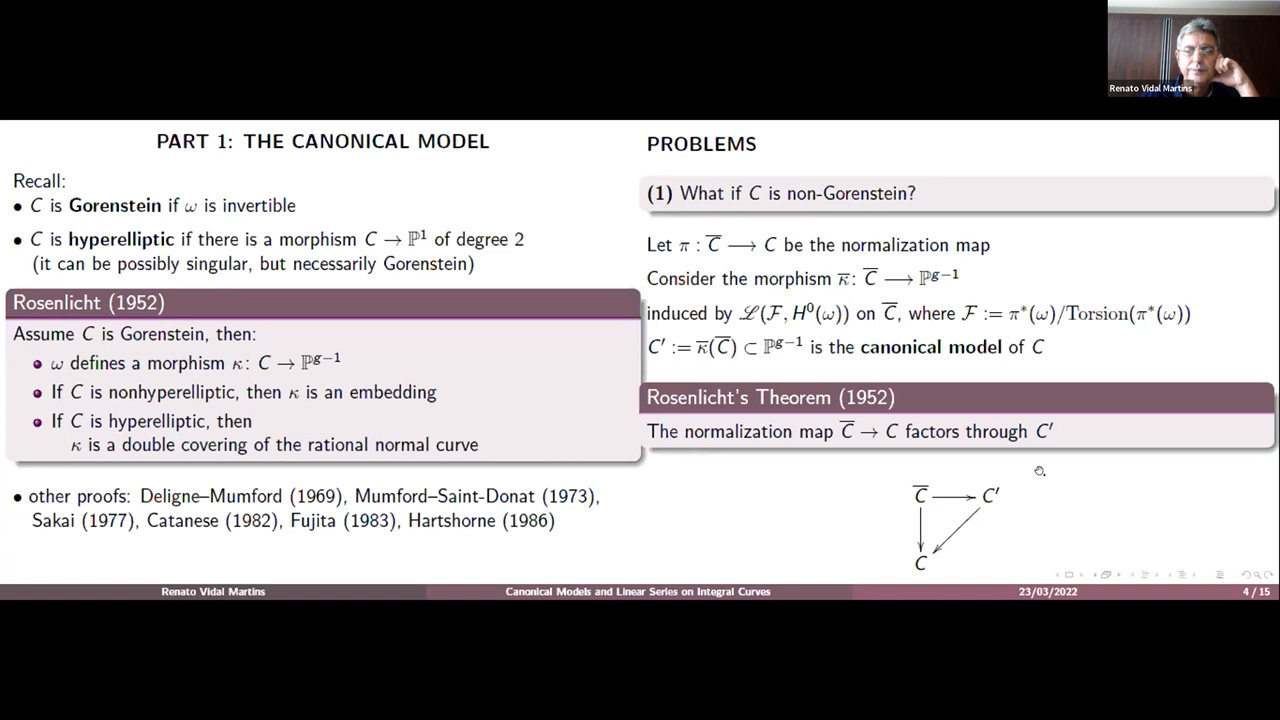 Renato Vidal Martins
PART 1: THE CANONICAL MODEL
Recall:
• C is Gorenstein if ω is invertible
• C is hyperelliptic if there is a morphism C → ℙ¹ of degree 2
(it can be possibly singular, but necessarily Gorenstein)
Rosenlicht (1952)
Assume C is Gorenstein, then:
• ω defines a morphism κ: C → ℙ^{g−1}
• If C is nonhyperelliptic, then κ is an embedding
• If C is hyperelliptic, then
κ is a double covering of the rational normal curve
• other proofs: Deligne–Mumford (1969), Mumford–Saint-Donat (1973),
Sakai (1977), Catanese (1982), Fujita (1983), Hartshorne (1986)
PROBLEMS
(1) What if C is non-Gorenstein?
Let π : C̅ ⟶ C be the normalization map
Consider the morphism κ̅: C̅ ⟶ ℙ^{g−1}
induced by ℒ(ℱ, H⁰(ω)) on C̅, where ℱ := π*(ω)/Torsion(π*(ω))
C′ := κ̅(C̅) ⊂ ℙ^{g−1} is the canonical model of C
Rosenlicht's Theorem (1952)
The normalization map C̅ → C factors through C′
C̅ ⟶ C′
C
Renato Vidal Martins
Canonical Models and Linear Series on Integral Curves
23/03/2022
4 / 15